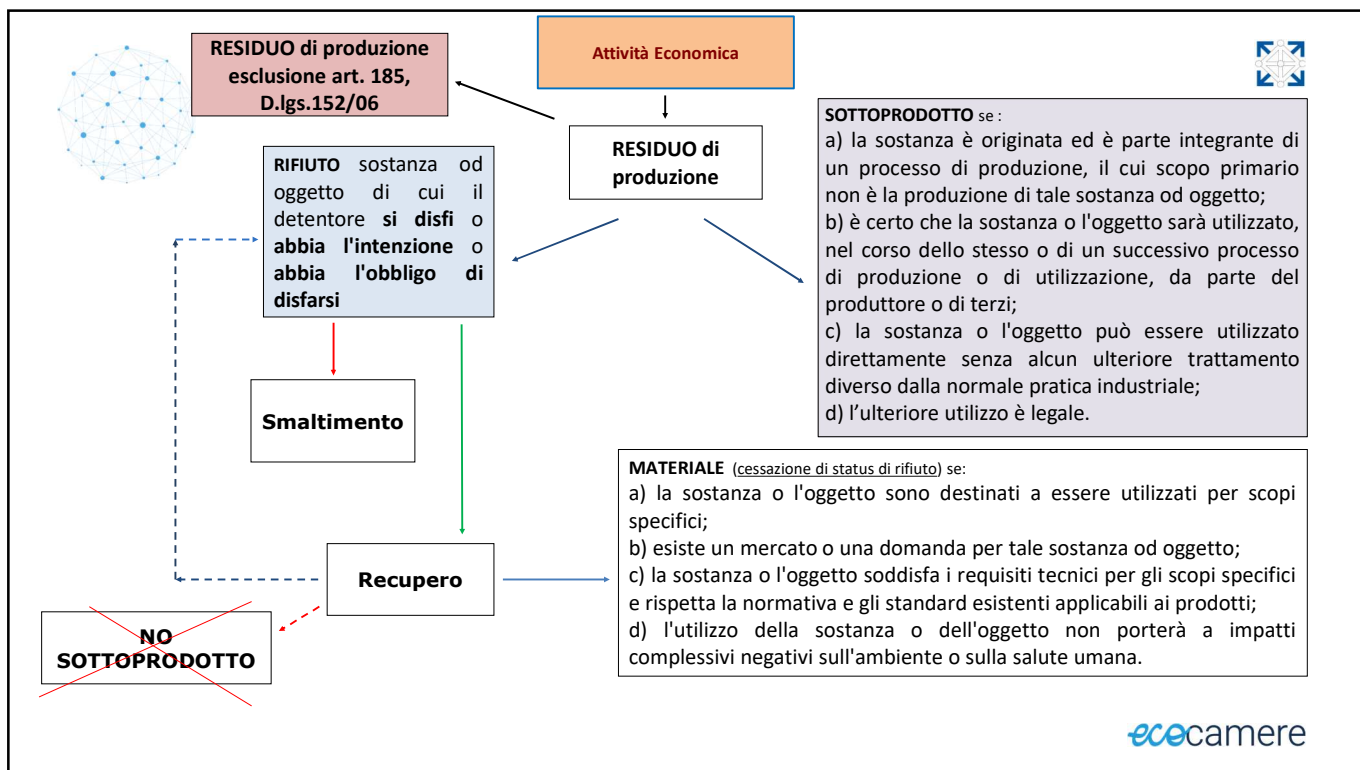 RESIDUO di produzione
esclusione art. 185,
D.lgs.152/06
Attività Economica
RESIDUO di
produzione
RIFIUTO sostanza od
oggetto di cui il
detentore si disfi o
abbia l'intenzione o
abbia l'obbligo di
disfarsi
SOTTOPRODOTTO se :
a) la sostanza è originata ed è parte integrante di
un processo di produzione, il cui scopo primario
non è la produzione di tale sostanza od oggetto;
b) è certo che la sostanza o l'oggetto sarà utilizzato,
nel corso dello stesso o di un successivo processo
di produzione o di utilizzazione, da parte del
produttore o di terzi;
c) la sostanza o l'oggetto può essere utilizzato
direttamente senza alcun ulteriore trattamento
diverso dalla normale pratica industriale;
d) l’ulteriore utilizzo è legale.
Smaltimento
Recupero
NO
SOTTOPRODOTTO
MATERIALE (cessazione di status di rifiuto) se:
a) la sostanza o l'oggetto sono destinati a essere utilizzati per scopi
specifici;
b) esiste un mercato o una domanda per tale sostanza od oggetto;
c) la sostanza o l'oggetto soddisfa i requisiti tecnici per gli scopi specifici
e rispetta la normativa e gli standard esistenti applicabili ai prodotti;
d) l'utilizzo della sostanza o dell'oggetto non porterà a impatti
complessivi negativi sull'ambiente o sulla salute umana.
ecocamere